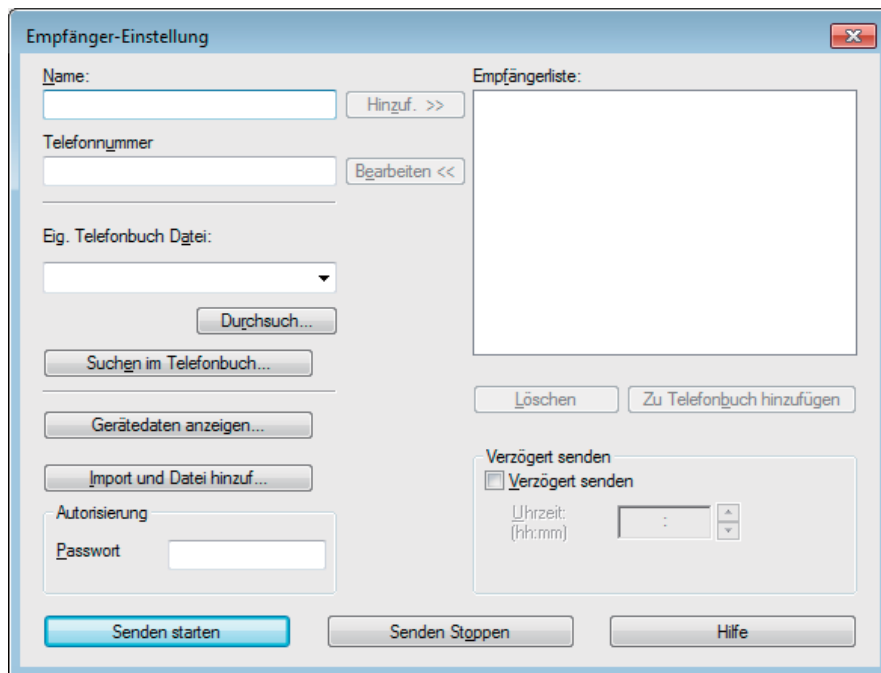 Empfänger-Einstellung
Name:
Hinzuf. >>
Telefonnummer
Bearbeiten <<
Eig. Telefonbuch Datei:
Durchsuch...
Suchen im Telefonbuch...
Gerätedaten anzeigen...
Import und Datei hinzuf...
Autorisierung
Passwort
Empfängerliste:
Löschen
Zu Telefonbuch hinzufügen
Verzögert senden
Verzögert senden
Uhrzeit:
(hh:mm)
:
Senden starten
Senden Stoppen
Hilfe